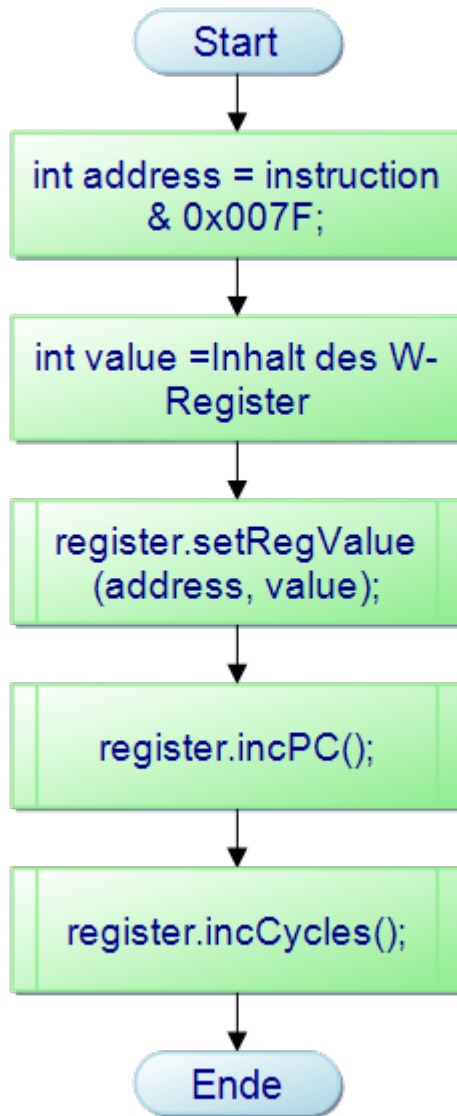 Start
int address = instruction
& 0x007F;
int value =Inhalt des W-
Register
register.setRegValue
(address, value);
register.incPC();
register.incCycles();
Ende